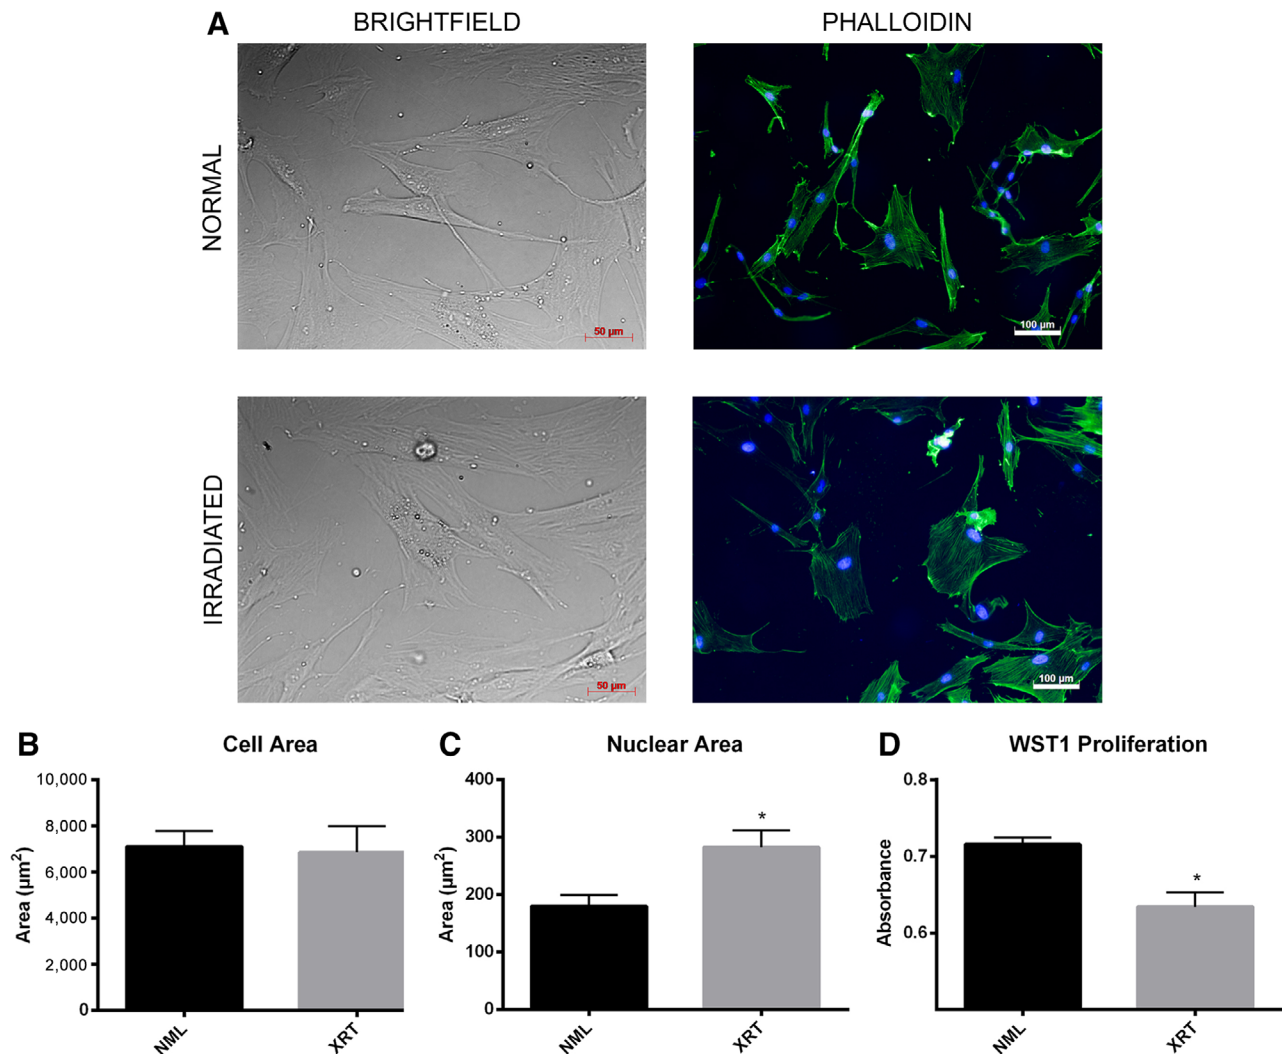 A
BRIGHTFIELD
PHALLOIDIN
NORMAL
50 µm
100 µm
IRRADIATED
50 µm
100 µm
B
Cell Area
Area (µm²)
10,000
8,000
6,000
4,000
2,000
0
NML
XRT
C
Nuclear Area
Area (µm²)
400
300
200
100
0
*
NML
XRT
D
WST1 Proliferation
Absorbance
0.8
0.7
0.6
*
NML
XRT